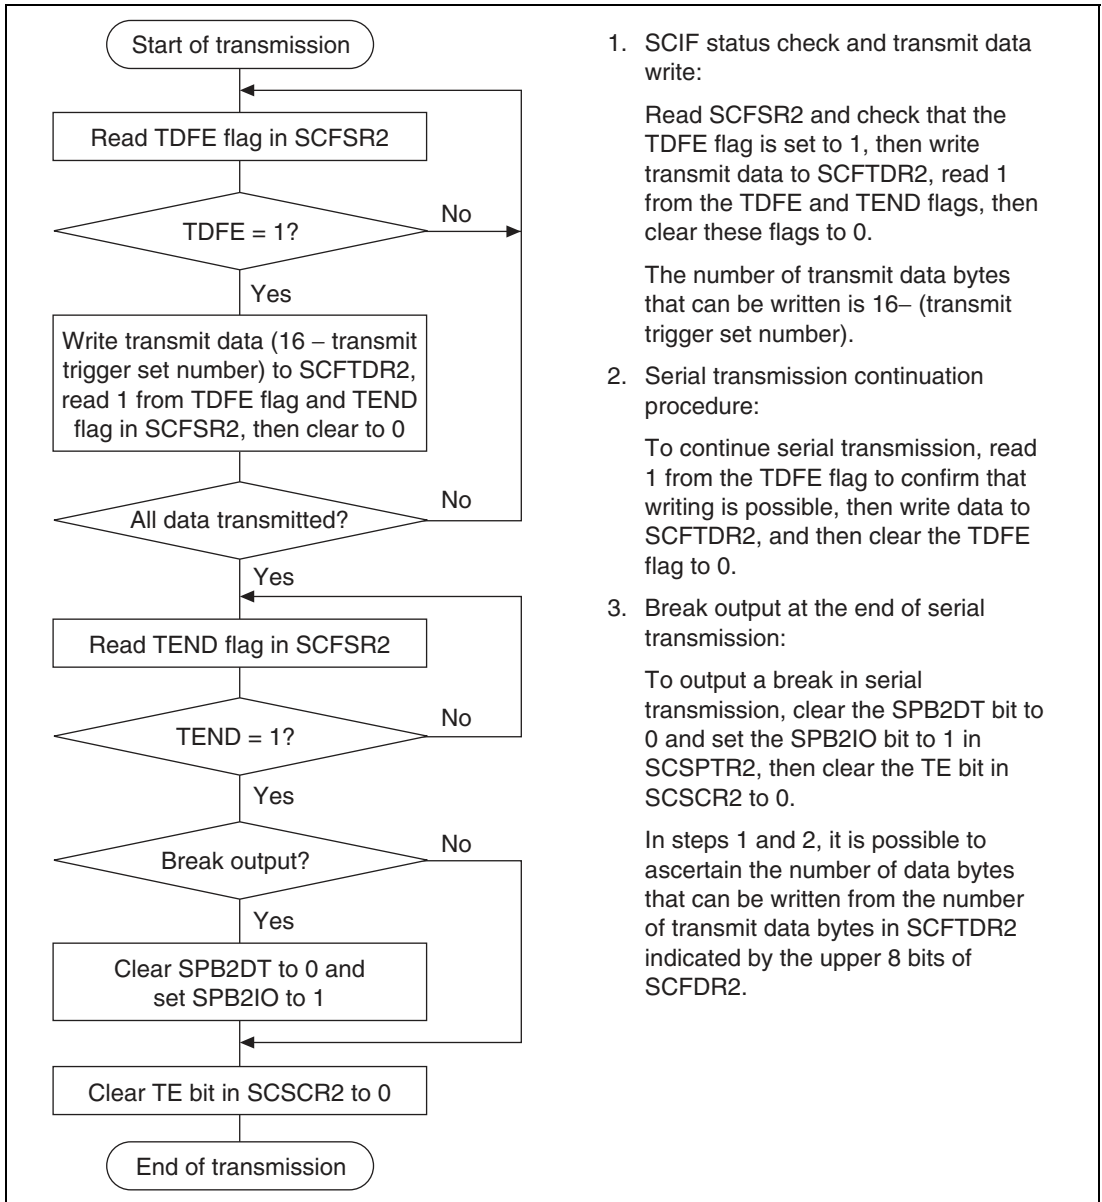 Start of transmission
Read TDFE flag in SCFSR2
TDFE = 1?
No
Yes
Write transmit data (16 – transmit
trigger set number) to SCFTDR2,
read 1 from TDFE flag and TEND
flag in SCFSR2, then clear to 0
All data transmitted?
No
Yes
Read TEND flag in SCFSR2
TEND = 1?
No
Yes
Break output?
No
Yes
Clear SPB2DT to 0 and
set SPB2IO to 1
Clear TE bit in SCSCR2 to 0
End of transmission
1. SCIF status check and transmit data
write:
Read SCFSR2 and check that the
TDFE flag is set to 1, then write
transmit data to SCFTDR2, read 1
from the TDFE and TEND flags, then
clear these flags to 0.
The number of transmit data bytes
that can be written is 16– (transmit
trigger set number).
2. Serial transmission continuation
procedure:
To continue serial transmission, read
1 from the TDFE flag to confirm that
writing is possible, then write data to
SCFTDR2, and then clear the TDFE
flag to 0.
3. Break output at the end of serial
transmission:
To output a break in serial
transmission, clear the SPB2DT bit to
0 and set the SPB2IO bit to 1 in
SCSPTR2, then clear the TE bit in
SCSCR2 to 0.
In steps 1 and 2, it is possible to
ascertain the number of data bytes
that can be written from the number
of transmit data bytes in SCFTDR2
indicated by the upper 8 bits of
SCFDR2.